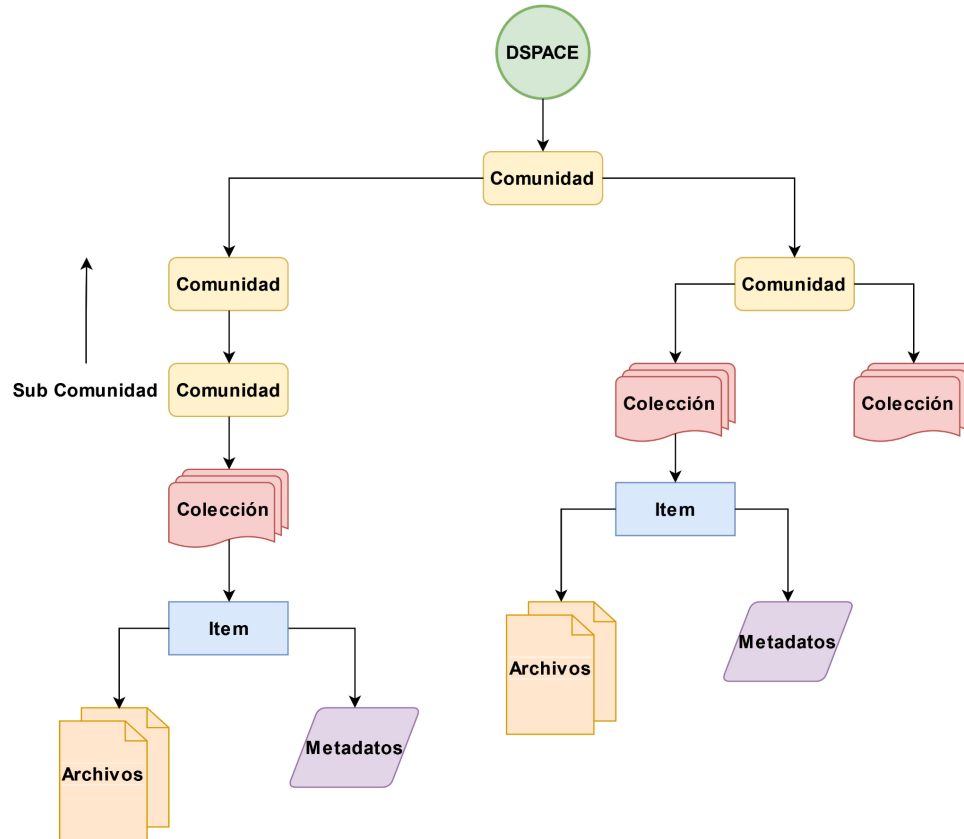 DSPACE
Comunidad
Comunidad
Comunidad
Sub Comunidad
Comunidad
Colección
Colección
Colección
Item
Item
Metadatos
Archivos
Metadatos
Archivos